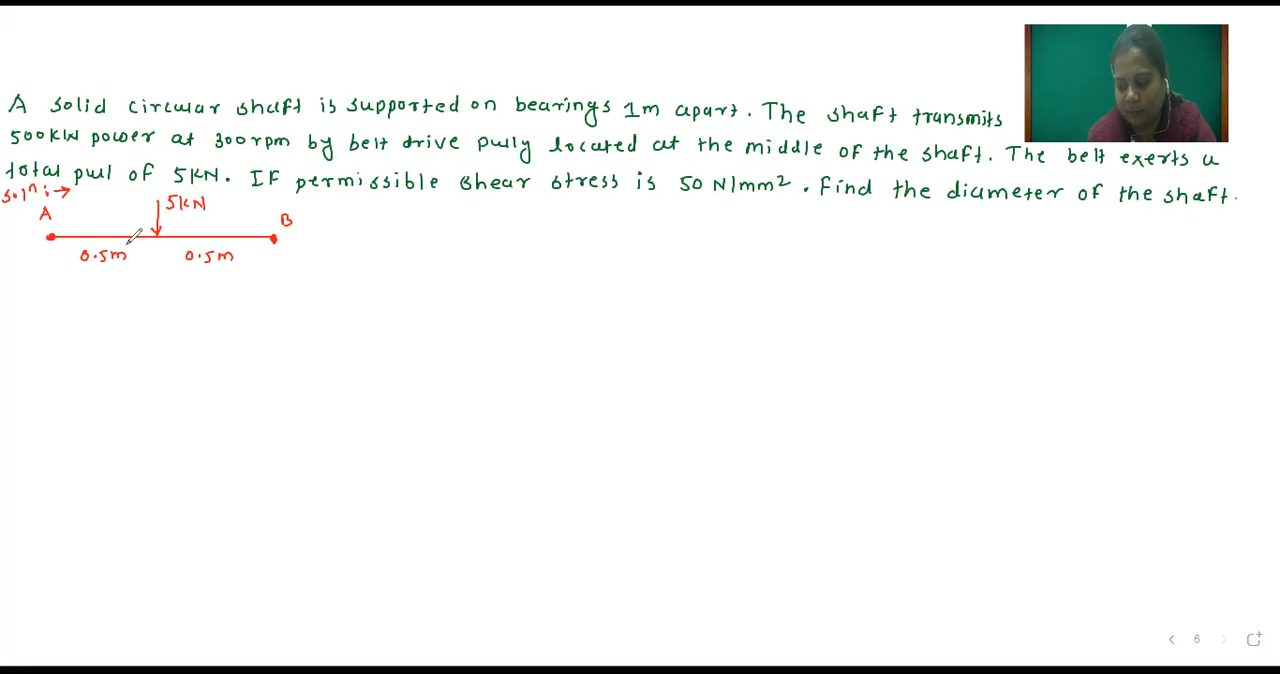 A solid circular shaft is supported on bearings 1m apart. The shaft transmits
500kW power at 300rpm by belt drive pully located at the middle of the shaft. The belt exerts a
total pull of 5kN. If permissible shear stress is 50 N/mm2. Find the diameter of the shaft.
soln:→
5kN
A
B
0.5m 0.5m
6